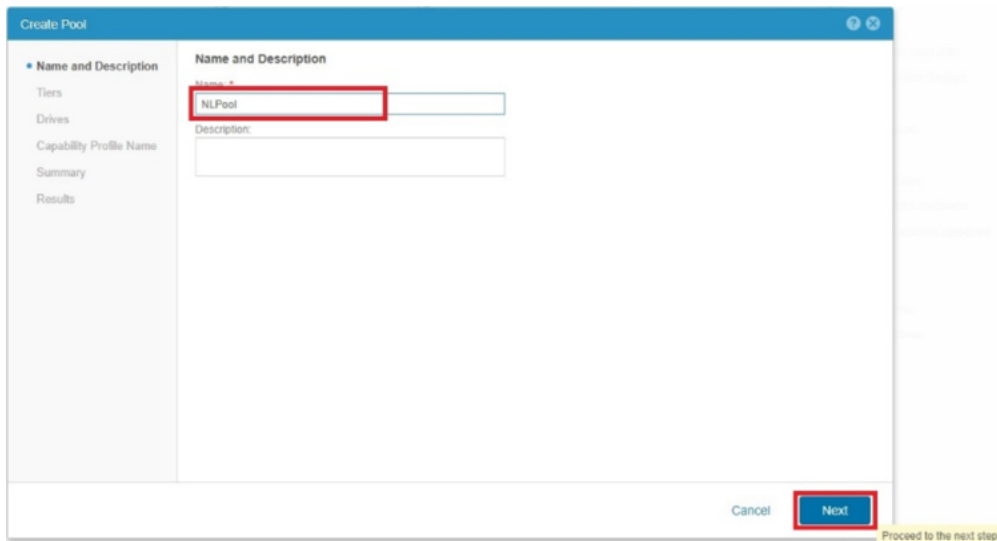 Create Pool
Name and Description
Tiers
Drives
Capability Profile Name
Summary
Results
Name and Description
Name: *
NLPool
Description:
Cancel
Next
Proceed to the next step